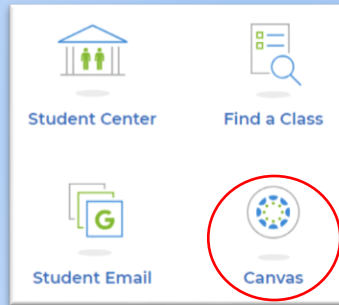 Student Center
Find a Class
G
Student Email
Canvas